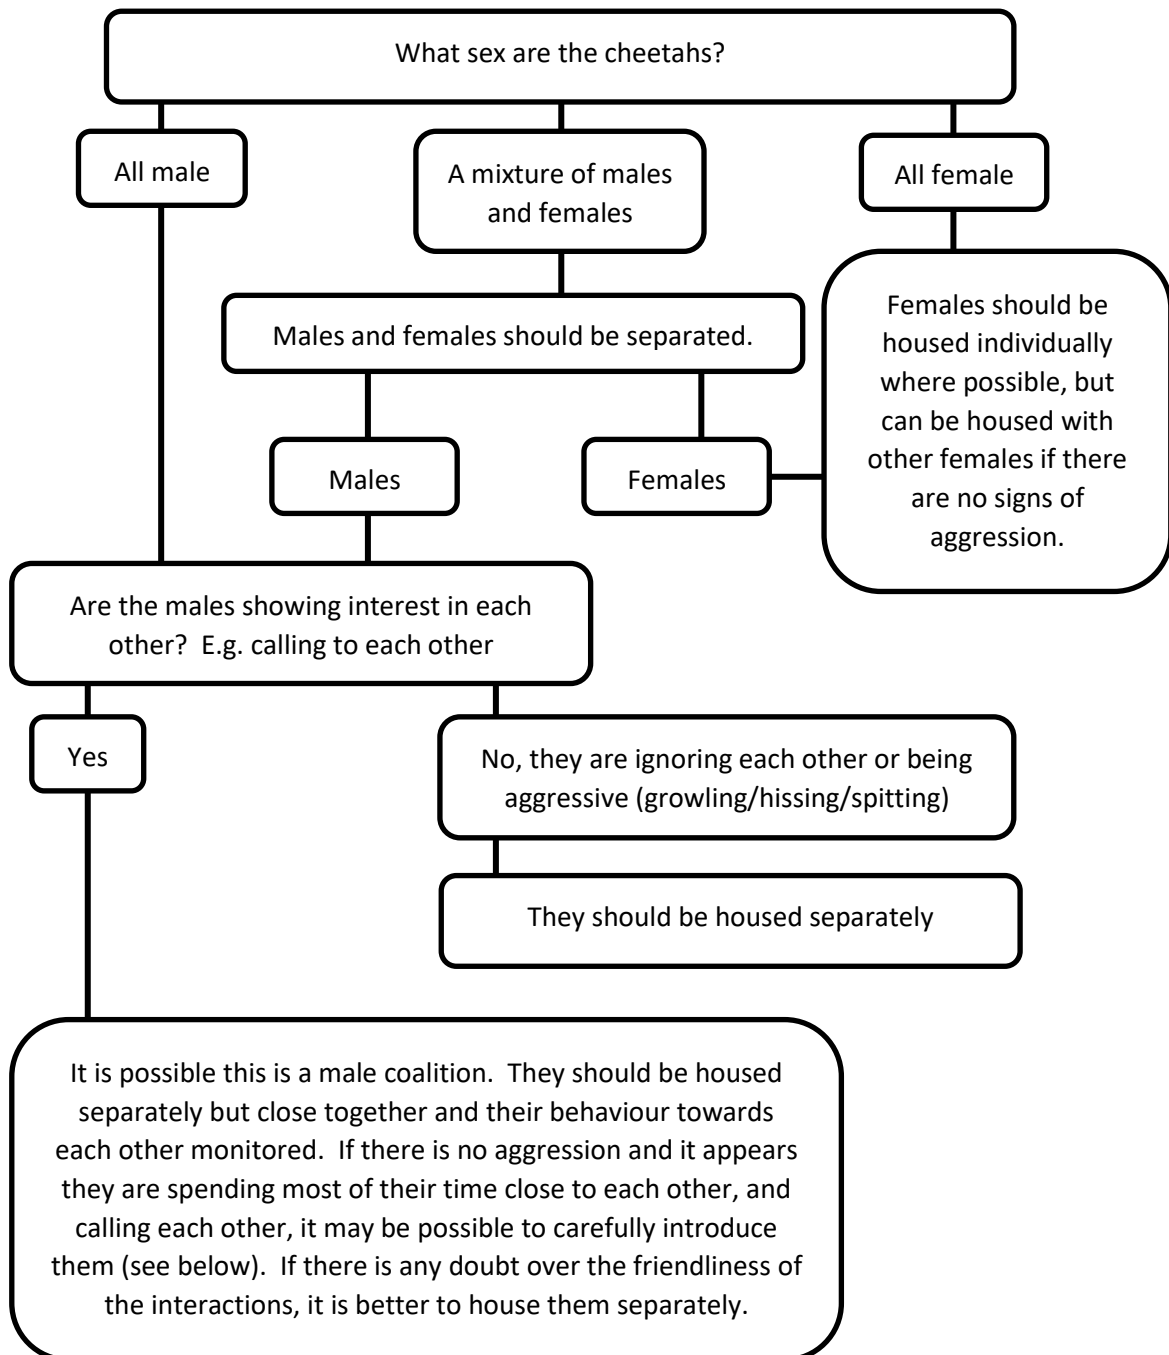 What sex are the cheetahs?
All male
A mixture of males
and females
All female
Males and females should be separated.
Females should be
housed individually
where possible, but
can be housed with
other females if there
are no signs of
aggression.
Males
Females
Are the males showing interest in each
other?  E.g. calling to each other
Yes
No, they are ignoring each other or being
aggressive (growling/hissing/spitting)
They should be housed separately
It is possible this is a male coalition.  They should be housed
separately but close together and their behaviour towards
each other monitored.  If there is no aggression and it appears
they are spending most of their time close to each other, and
calling each other, it may be possible to carefully introduce
them (see below).  If there is any doubt over the friendliness of
the interactions, it is better to house them separately.